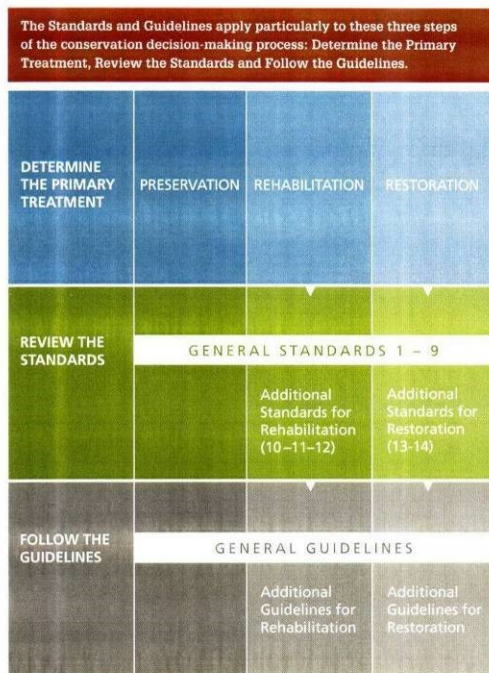 The Standards and Guidelines apply particularly to these three steps
of the conservation decision-making process: Determine the Primary
Treatment, Review the Standards and Follow the Guidelines.
DETERMINE
THE PRIMARY
TREATMENT
PRESERVATION
REHABILITATION
RESTORATION
REVIEW THE
STANDARDS
GENERAL STANDARDS 1 – 9
Additional
Standards for
Rehabilitation
(10–11–12)
Additional
Standards for
Restoration
(13-14)
FOLLOW THE
GUIDELINES
GENERAL GUIDELINES
Additional
Guidelines for
Rehabilitation
Additional
Guidelines for
Restoration